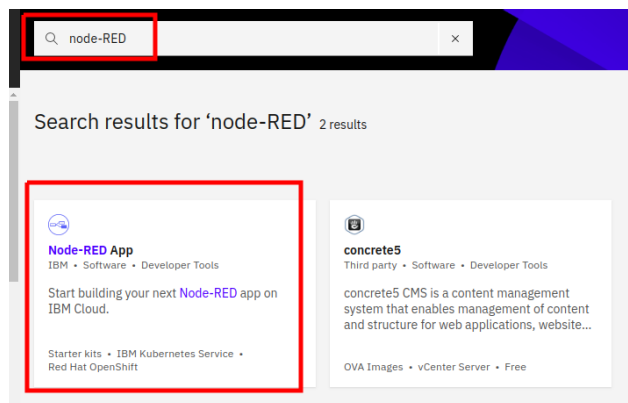 node-RED
Search results for ‘node-RED’ 2 results
Node-RED App
IBM • Software • Developer Tools
Start building your next Node-RED app on
IBM Cloud.
Starter kits • IBM Kubernetes Service •
Red Hat OpenShift
concrete5
Third party • Software • Developer Tools
concrete5 CMS is a content management
system that enables management of content
and structure for web applications, website...
OVA Images • vCenter Server • Free